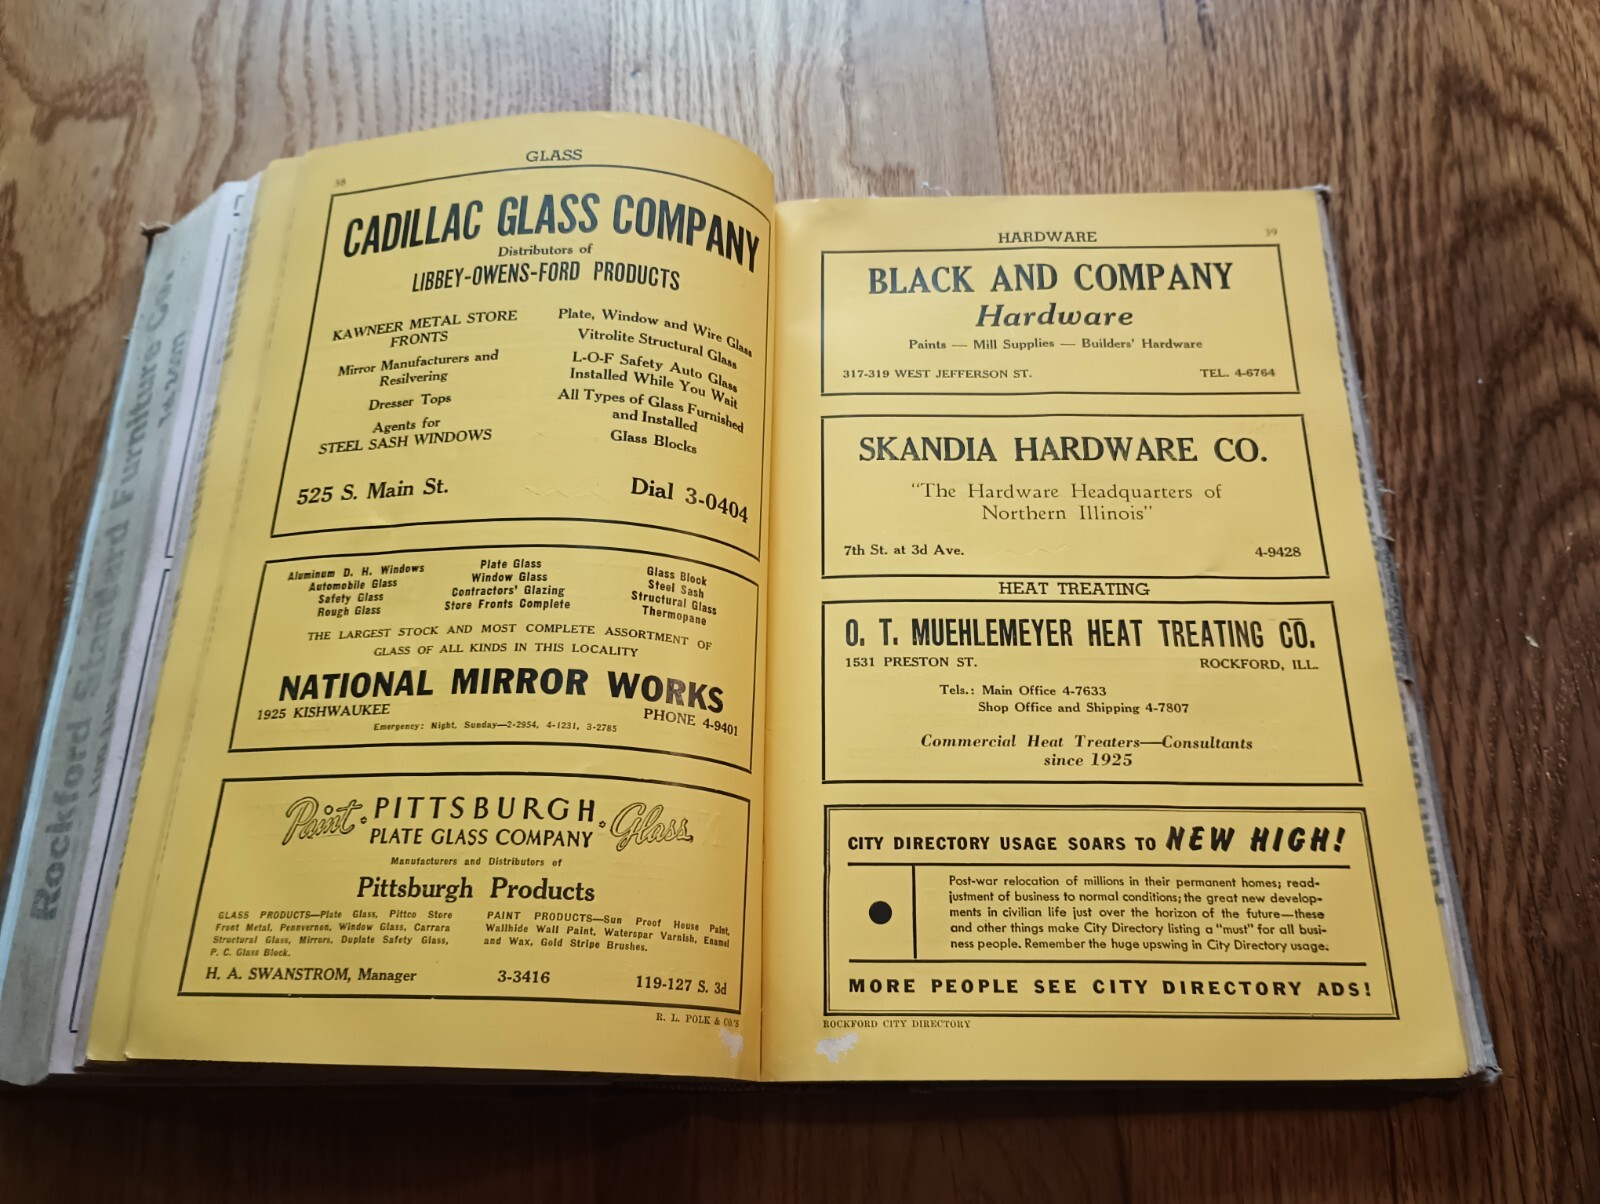 38
GLASS
CADILLAC GLASS COMPANY
Distributors of
LIBBEY-OWENS-FORD PRODUCTS
KAWNEER METAL STORE
FRONTS
Mirror Manufacturers and
Resilvering
Dresser Tops
Agents for
STEEL SASH WINDOWS
Plate, Window and Wire Glass
Vitrolite Structural Glass
L-O-F Safety Auto Glass
Installed While You Wait
All Types of Glass Furnished
and Installed
Glass Blocks
525 S. Main St.
Dial 3-0404
Aluminum D. H. Windows
Automobile Glass
Safety Glass
Rough Glass
Plate Glass
Window Glass
Contractors' Glazing
Store Fronts Complete
Glass Block
Steel Sash
Structural Glass
Thermopane
THE LARGEST STOCK AND MOST COMPLETE ASSORTMENT OF
GLASS OF ALL KINDS IN THIS LOCALITY
NATIONAL MIRROR WORKS
1925 KISHWAUKEE
PHONE 4-9401
Emergency: Night, Sunday—2-2954, 4-1231, 3-2785
Paint • PITTSBURGH • Glass
PLATE GLASS COMPANY
Manufacturers and Distributors of
Pittsburgh Products
GLASS PRODUCTS—Plate Glass, Pittco Store
Front Metal, Pennvernon, Window Glass, Carrara
Structural Glass, Mirrors, Duplate Safety Glass,
P. C. Glass Block.
PAINT PRODUCTS—Sun Proof House Paint,
Wallhide Wall Paint, Waterspar Varnish, Enamel
and Wax, Gold Stripe Brushes.
H. A. SWANSTROM, Manager
3-3416
119-127 S. 3d
R. L. POLK & CO.'S
Rockford Standard Furniture Co.
HARDWARE
39
BLACK AND COMPANY
Hardware
Paints — Mill Supplies — Builders' Hardware
317-319 WEST JEFFERSON ST.
TEL. 4-6764
SKANDIA HARDWARE CO.
"The Hardware Headquarters of
Northern Illinois"
7th St. at 3d Ave.
4-9428
HEAT TREATING
O. T. MUEHLEMEYER HEAT TREATING CO.
1531 PRESTON ST.
ROCKFORD, ILL.
Tels.: Main Office 4-7633
Shop Office and Shipping 4-7807
Commercial Heat Treaters—Consultants
since 1925
CITY DIRECTORY USAGE SOARS TO NEW HIGH!
Post-war relocation of millions in their permanent homes; read-
justment of business to normal conditions; the great new develop-
ments in civilian life just over the horizon of the future—these
and other things make City Directory listing a "must" for all busi-
ness people. Remember the huge upswing in City Directory usage.
MORE PEOPLE SEE CITY DIRECTORY ADS!
ROCKFORD CITY DIRECTORY